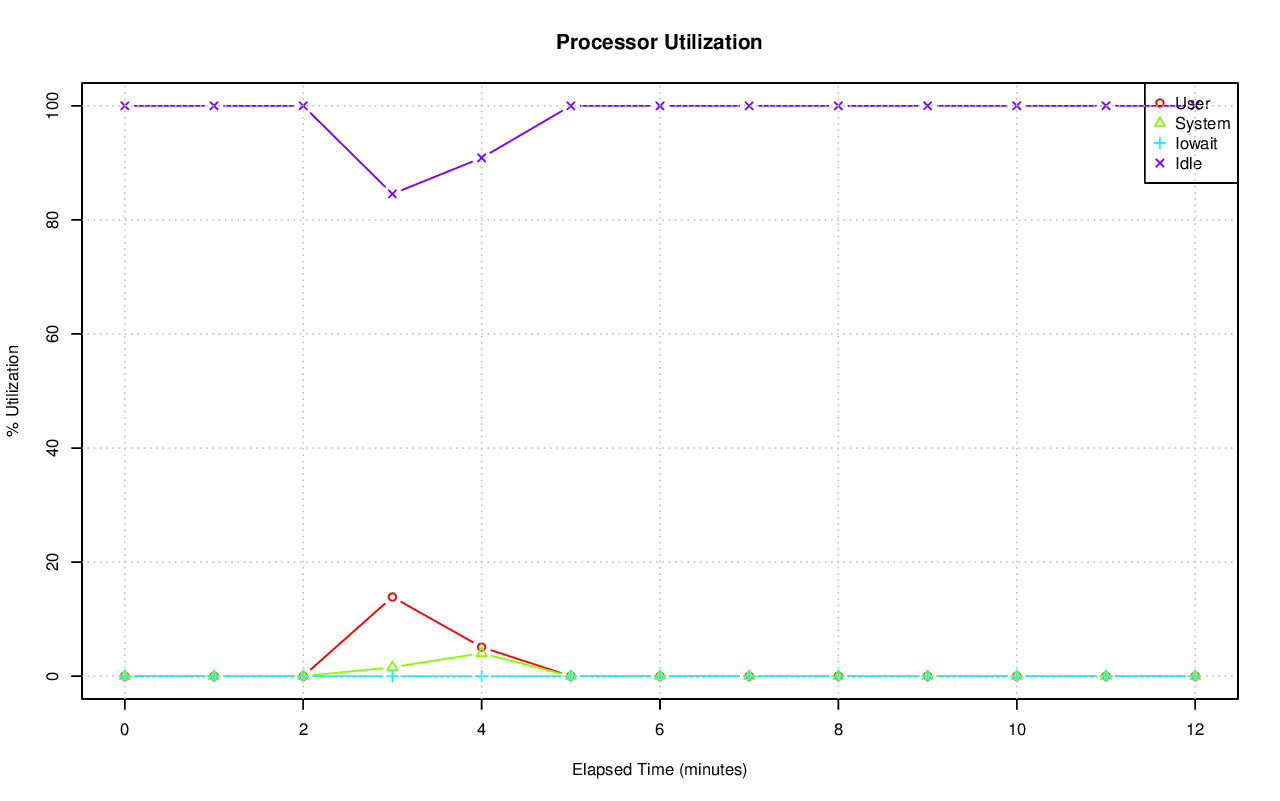 Processor Utilization
100
80
60
40
20
0
% Utilization
User
System
Iowait
Idle
0 2 4 6 8 10 12
Elapsed Time (minutes)